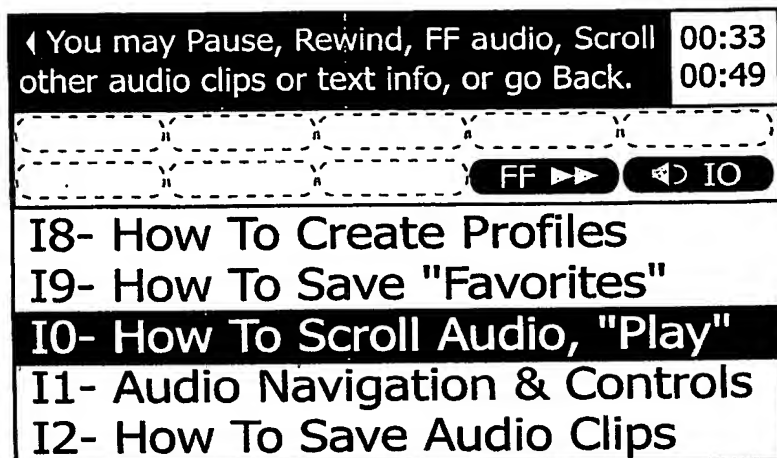 You may Pause, Rewind, FF audio, Scroll
other audio clips or text info, or go Back.
00:33
00:49
FF IO
I8- How To Create Profiles
I9- How To Save "Favorites"
I0- How To Scroll Audio, "Play"
I1- Audio Navigation & Controls
I2- How To Save Audio Clips